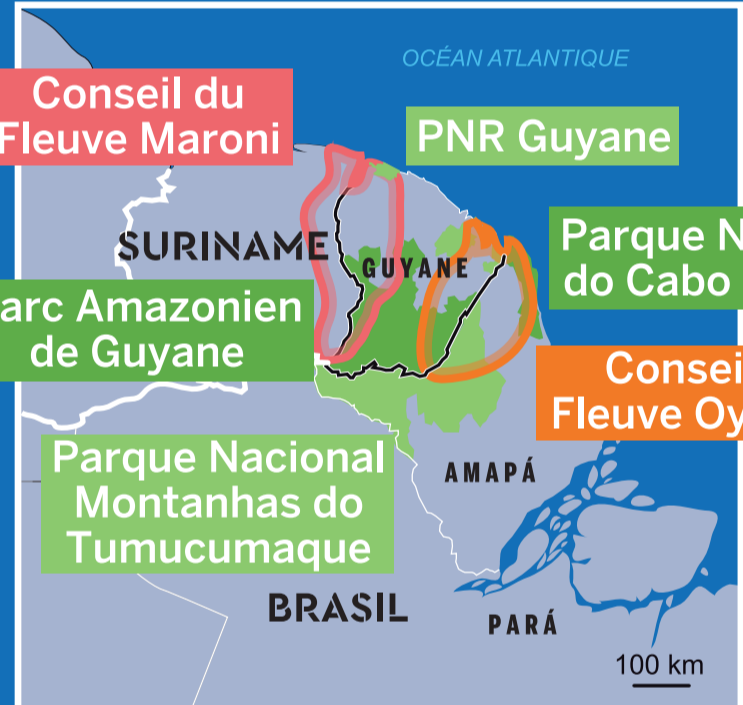 OCÉAN ATLANTIQUE
Conseil du
Fleuve Maroni
PNR Guyane
SURINAME
GUYANE
Parque N
do Cabo
arc Amazonien
de Guyane
Consei
Fleuve Oy
Parque Nacional
Montanhas do
Tumucumaque
AMAPÁ
BRASIL
PARÁ
100 km